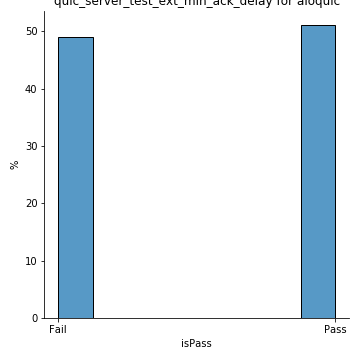 quic_server_test_ext_min_ack_delay for aioquic
50
40
30
20
10
0
%
Fail
Pass
isPass